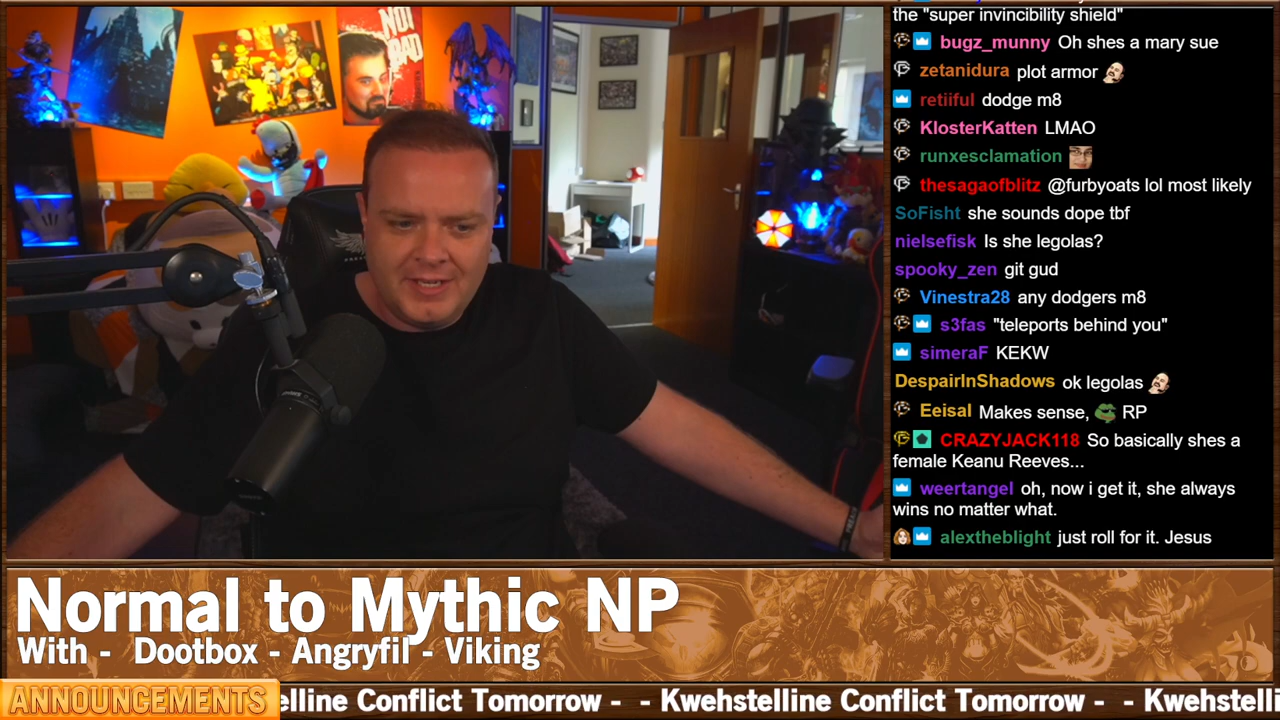 NOT
BAD
the "super invincibility shield"
bugz_munny Oh shes a mary sue
zetanidura plot armor
retiiful dodge m8
KlosterKatten LMAO
runxesclamation
thesagaofblitz @furbyoats lol most likely
SoFisht she sounds dope tbf
nielsefisk Is she legolas?
spooky_zen git gud
Vinestra28 any dodgers m8
s3fas "teleports behind you"
simeraF KEKW
DespairInShadows ok legolas
Eeisal Makes sense, RP
CRAZYJACK118 So basically shes a
female Keanu Reeves...
weertangel oh, now i get it, she always
wins no matter what.
alextheblight just roll for it. Jesus
Normal to Mythic NP
With - Dootbox - Angryfil - Viking
ANNOUNCEMENTS elline Conflict Tomorrow - - Kwehstelline Conflict Tomorrow - - Kwehstelli